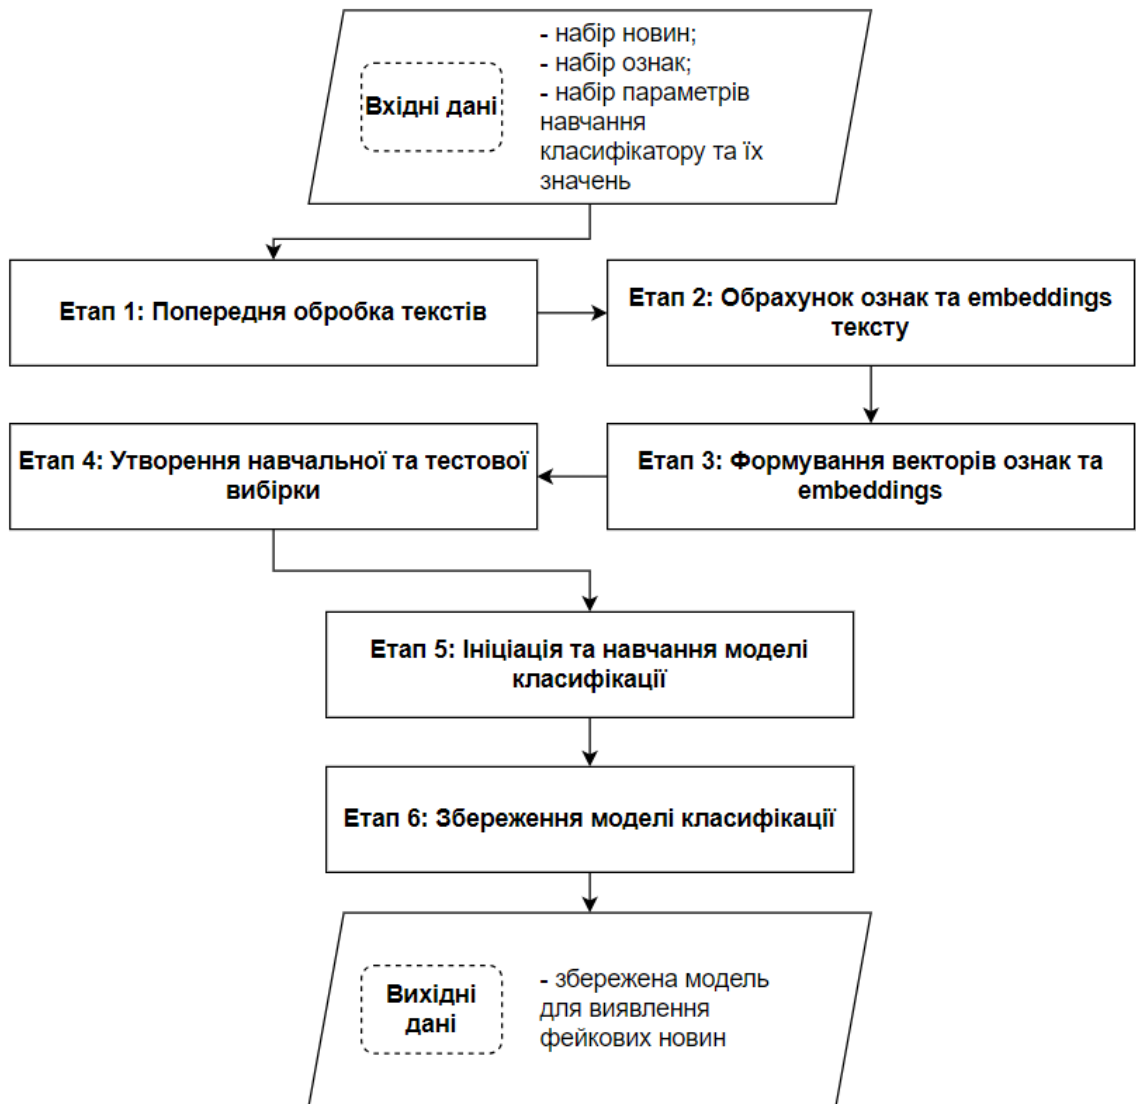 Вхідні дані
- набір новин;
- набір ознак;
- набір параметрів
навчання
класифікатору та їх
значень
Етап 1: Попередня обробка текстів
Етап 2: Обрахунок ознак та embeddings
тексту
Етап 4: Утворення навчальної та тестової
вибірки
Етап 3: Формування векторів ознак та
embeddings
Етап 5: Ініціація та навчання моделі
класифікації
Етап 6: Збереження моделі класифікації
Вихідні
дані
- збережена модель
для виявлення
фейкових новин